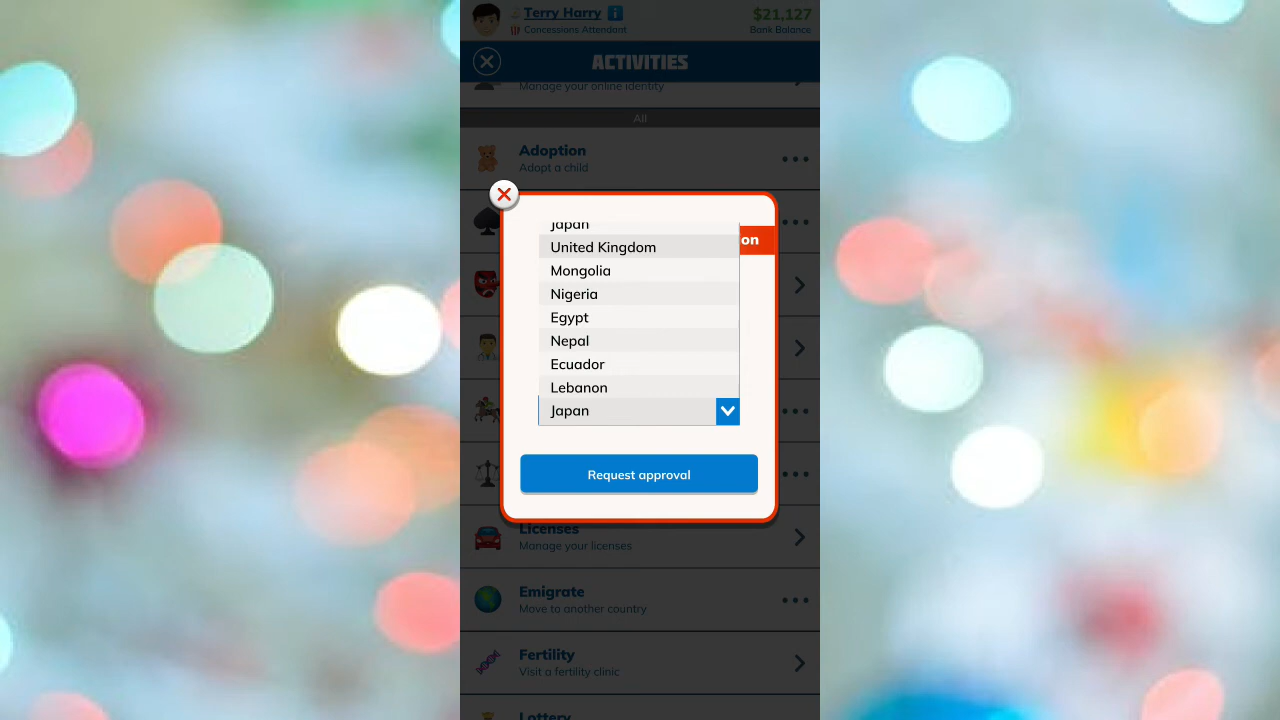 Terry Harry
$21,127
Concessions Attendant
Bank Balance
ACTIVITIES
Manage your online identity
All
Adoption
Adopt a child
Japan
United Kingdom
on
Mongolia
Nigeria
Egypt
Nepal
Ecuador
Lebanon
Japan
Request approval
Licenses
Manage your licenses
Emigrate
Move to another country
Fertility
Visit a fertility clinic
Lottery